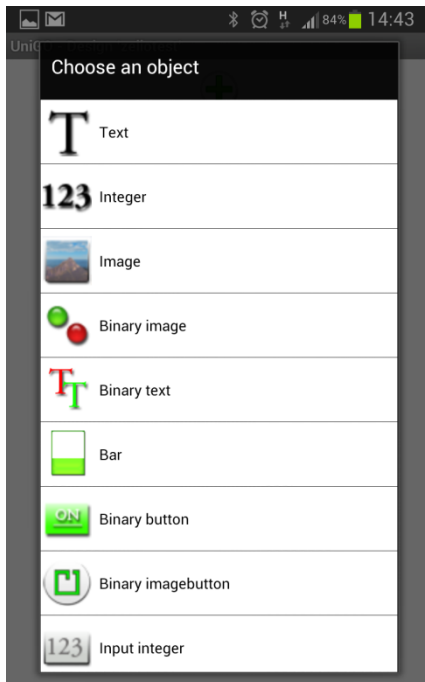 H 84% 14:43
Choose an object
T Text
123 Integer
Image
Binary image
TT Binary text
Bar
ON Binary button
Binary imagebutton
123 Input integer